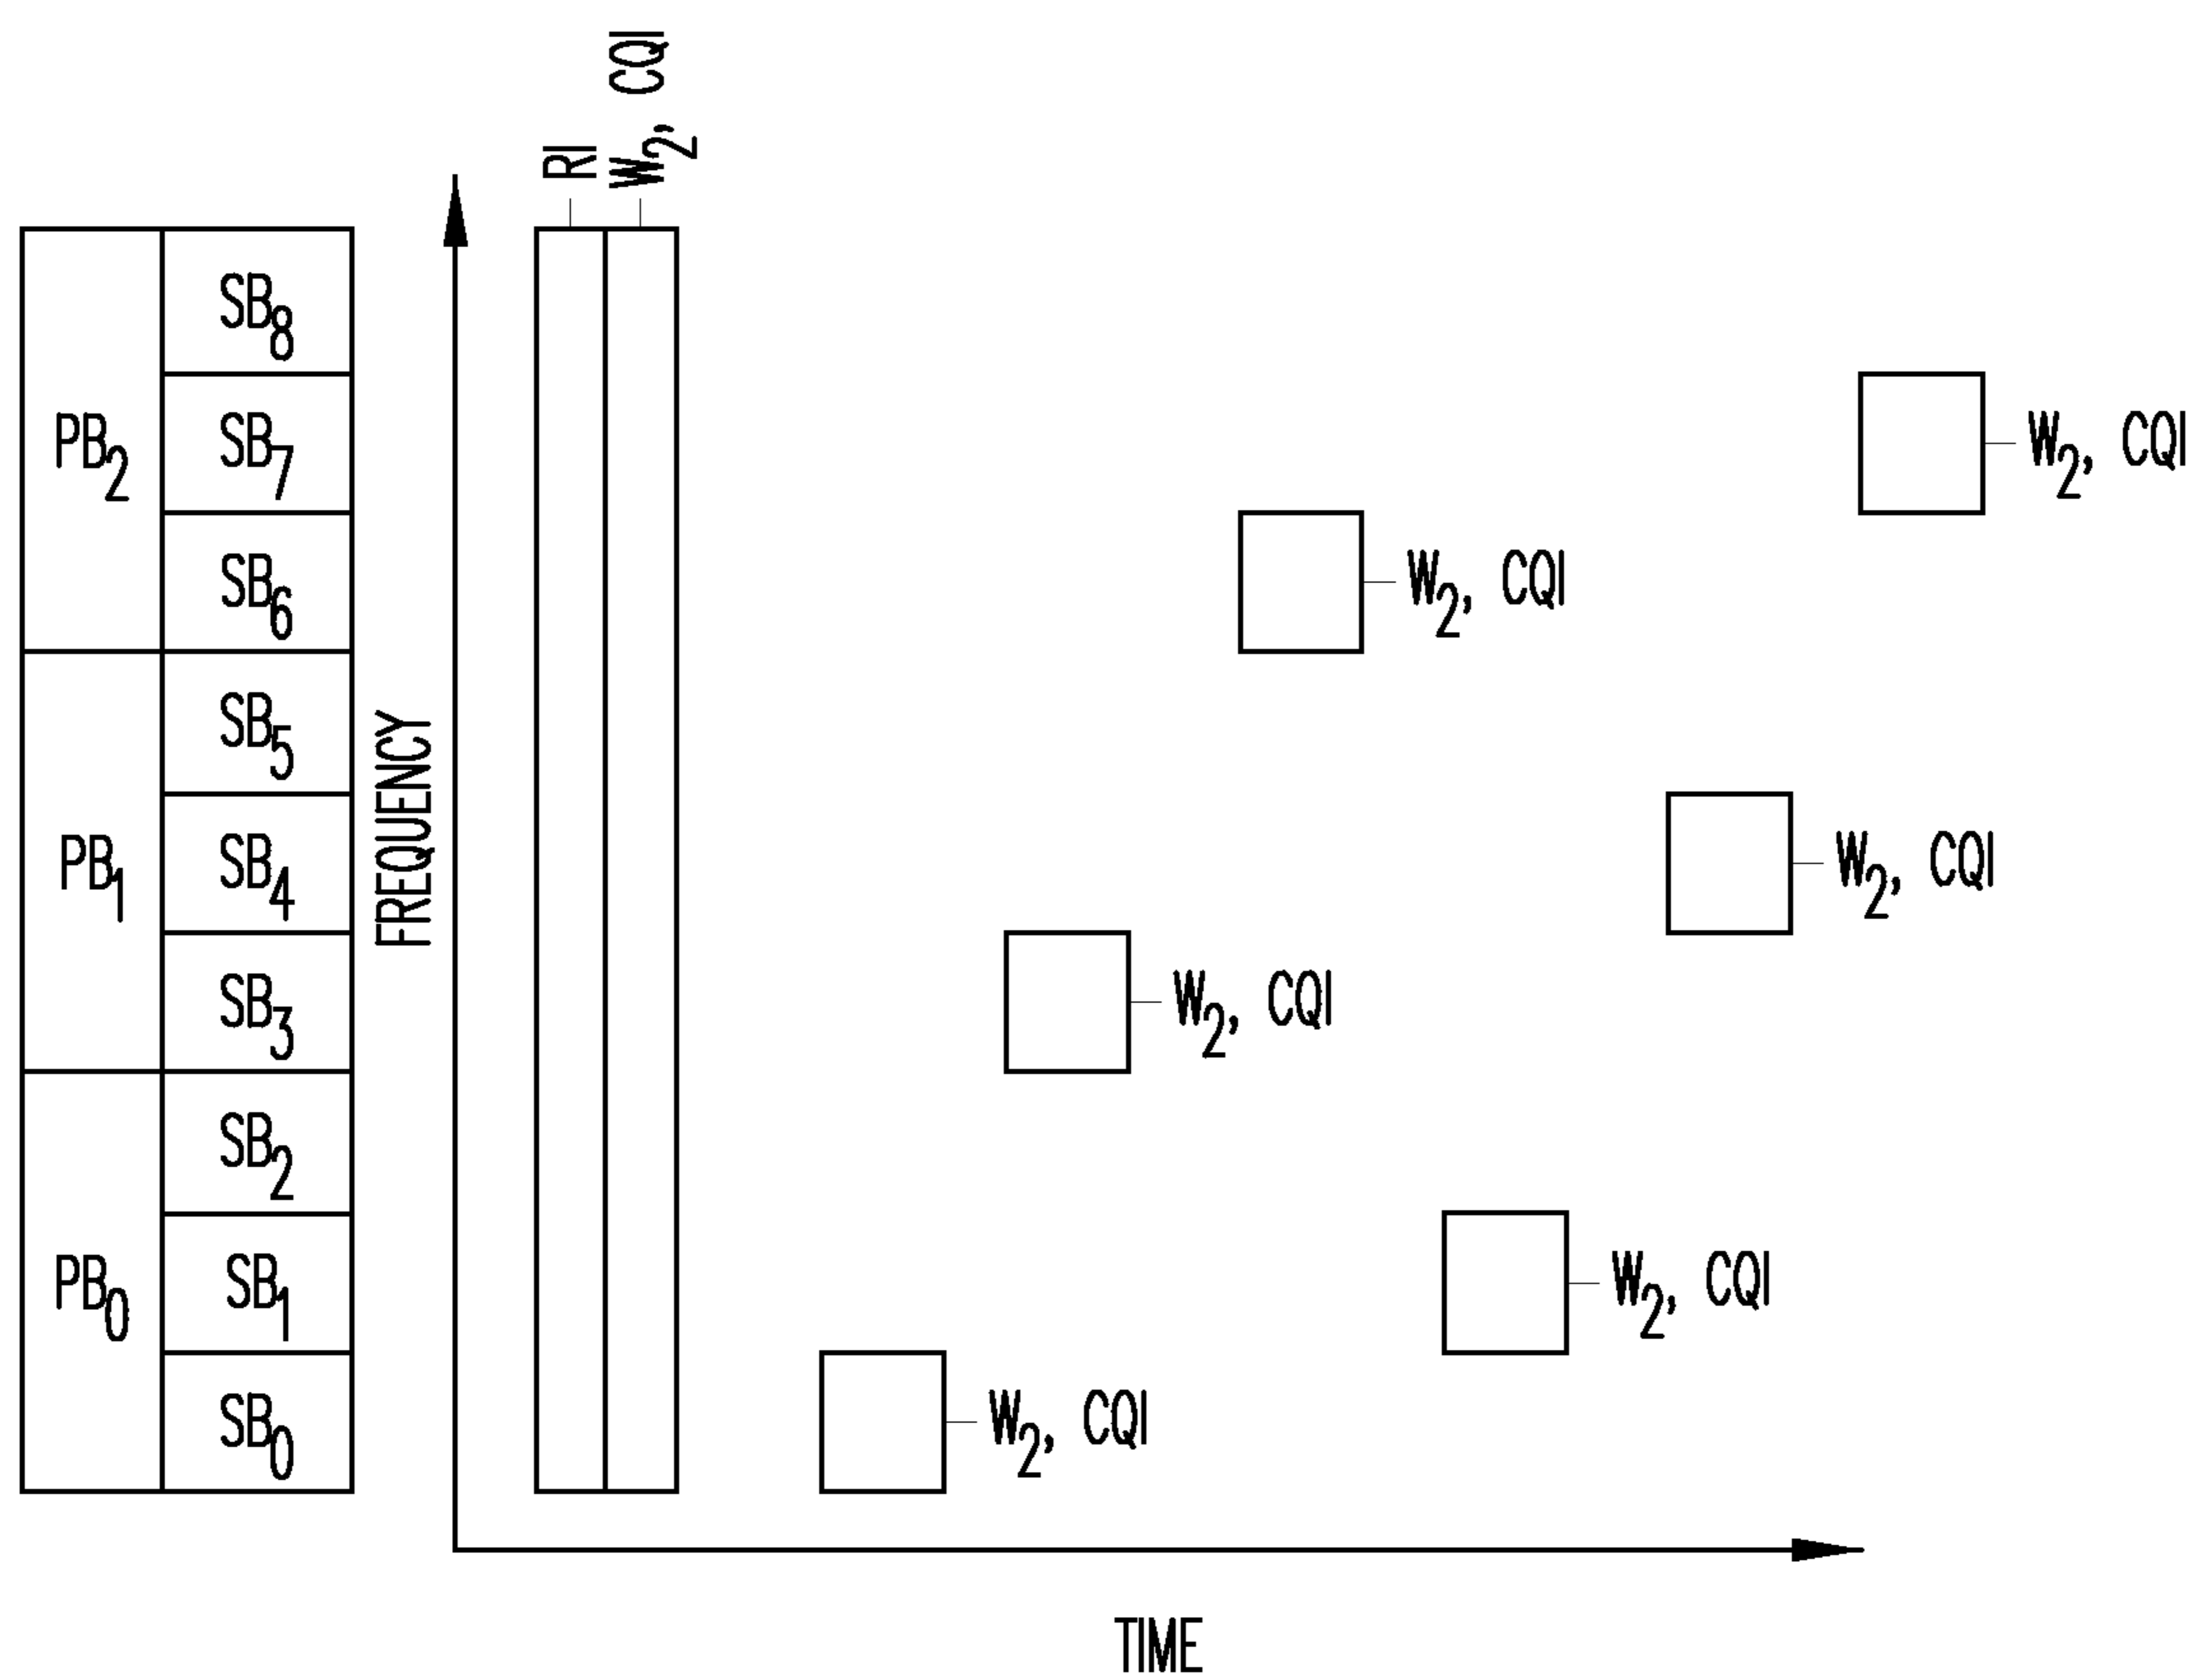 RI
W2, CQI
PB2
SB8
SB7
SB6
PB1
SB5
SB4
SB3
PB0
SB2
SB1
SB0
FREQUENCY
W2, CQI
W2, CQI
W2, CQI
W2, CQI
W2, CQI
W2, CQI
TIME